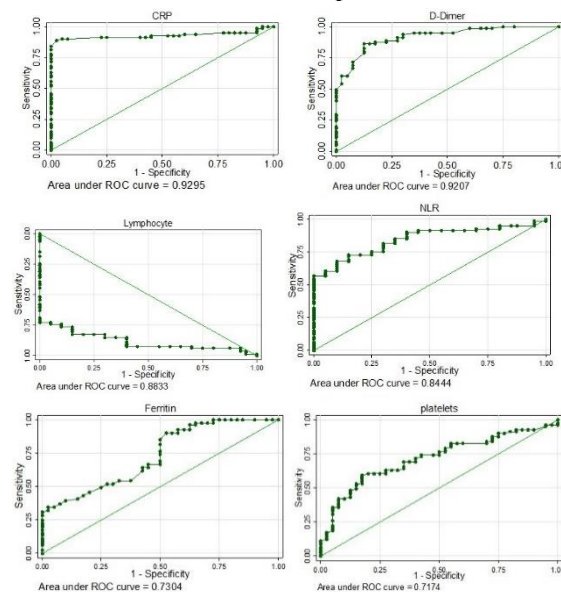 CRP
Sensitivity
0.00 0.25 0.50 0.75 1.00
0.00 0.25 0.50 0.75 1.00
1 - Specificity
Area under ROC curve = 0.9295
D-Dimer
Sensitivity
0.00 0.25 0.50 0.75 1.00
0.00 0.25 0.50 0.75 1.00
1 - Specificity
Area under ROC curve = 0.9207
Lymphocyte
Sensitivity
0.00 0.25 0.50 0.75 1.00
0.00 0.25 0.50 0.75 1.00
1 - Specificity
Area under ROC curve = 0.8833
NLR
Sensitivity
0.00 0.25 0.50 0.75 1.00
0.00 0.25 0.50 0.75 1.00
1 - Specificity
Area under ROC curve = 0.8444
Ferritin
Sensitivity
0.00 0.25 0.50 0.75 1.00
0.00 0.25 0.50 0.75 1.00
1 - Specificity
Area under ROC curve = 0.7304
platelets
Sensitivity
0.00 0.25 0.50 0.75 1.00
0.00 0.25 0.50 0.75 1.00
1 - Specificity
Area under ROC curve = 0.7174